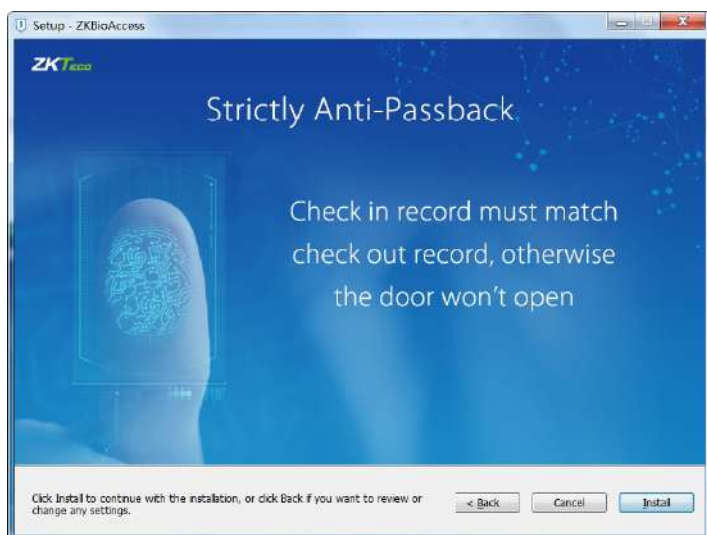 Setup - ZKBioAccess
ZKTeco
Strictly Anti-Passback
Check in record must match
check out record, otherwise
the door won't open
Click Install to continue with the installation, or click Back if you want to review or
change any settings.
< Back
Cancel
Install